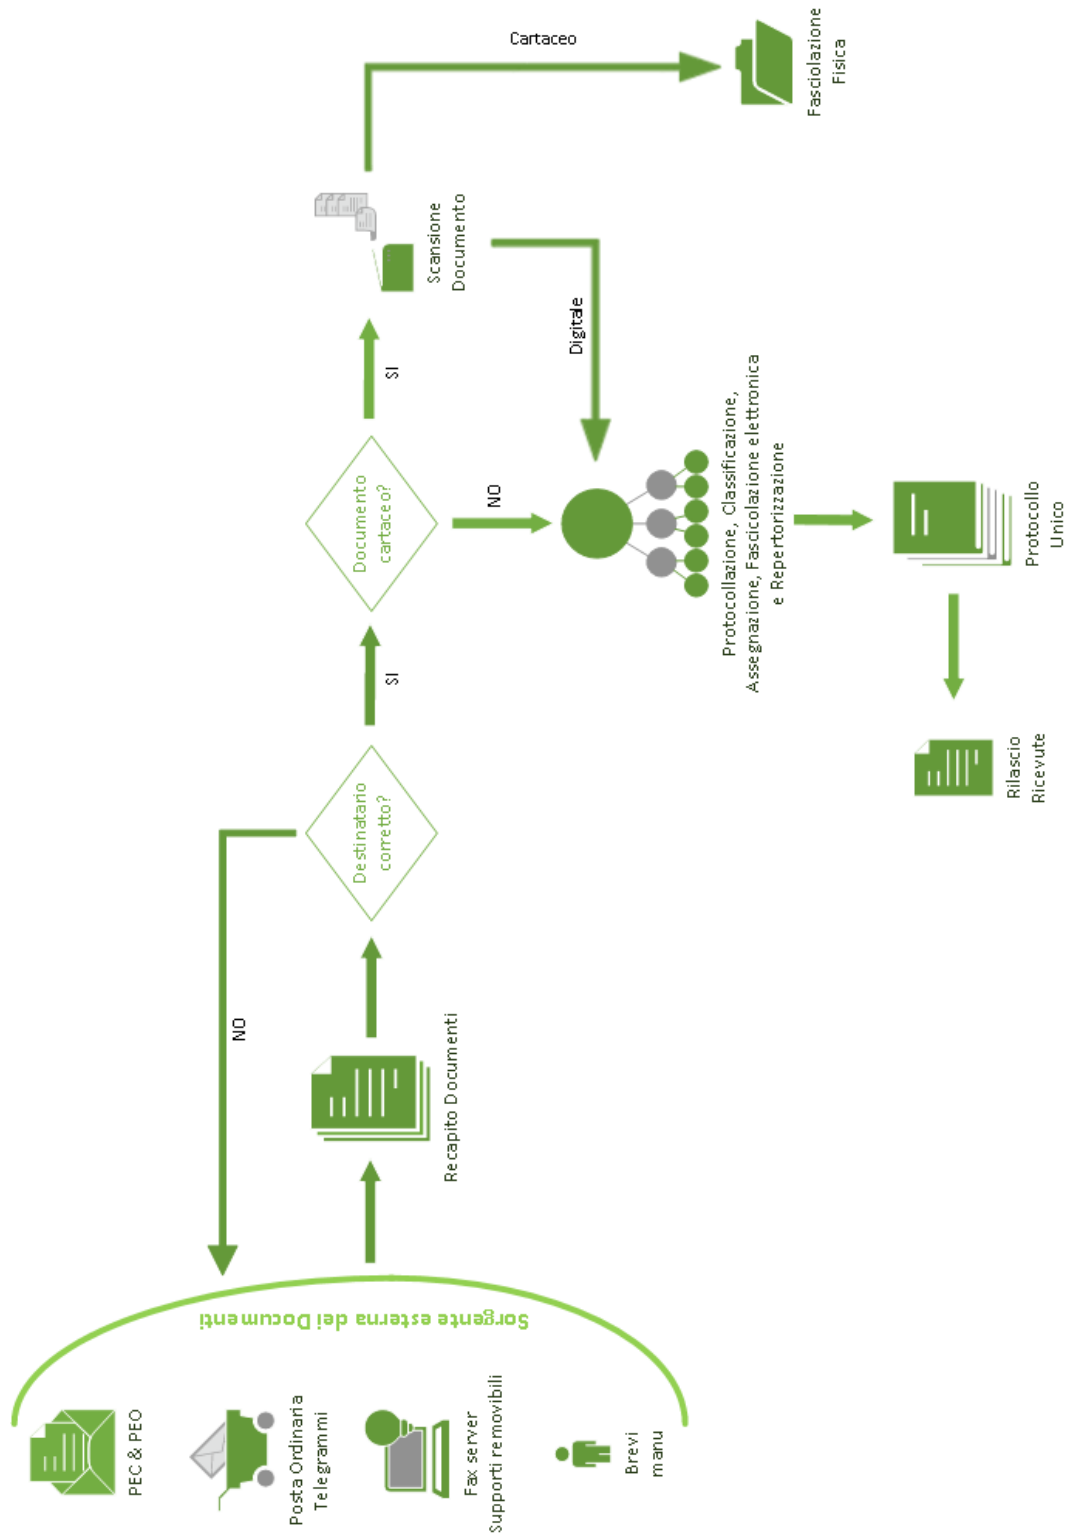 PEC & PEO
Posta Ordinaria
Telegrammi
Fax server
Supporti removibili
Brevi
manu
Sorgente esterna dei Documenti
Recapito Documenti
NO
Destinatario
corretto?
SI
Documento
cartaceo?
SI
NO
Scansione
Documento
Cartaceo
Digitale
Fasciolazione
Fisica
Protocollazione, Classificazione,
Assegnazione, Fascicolazione elettronica
e Repertorizzazione
Protocollo
Unico
Rilascio
Ricevute